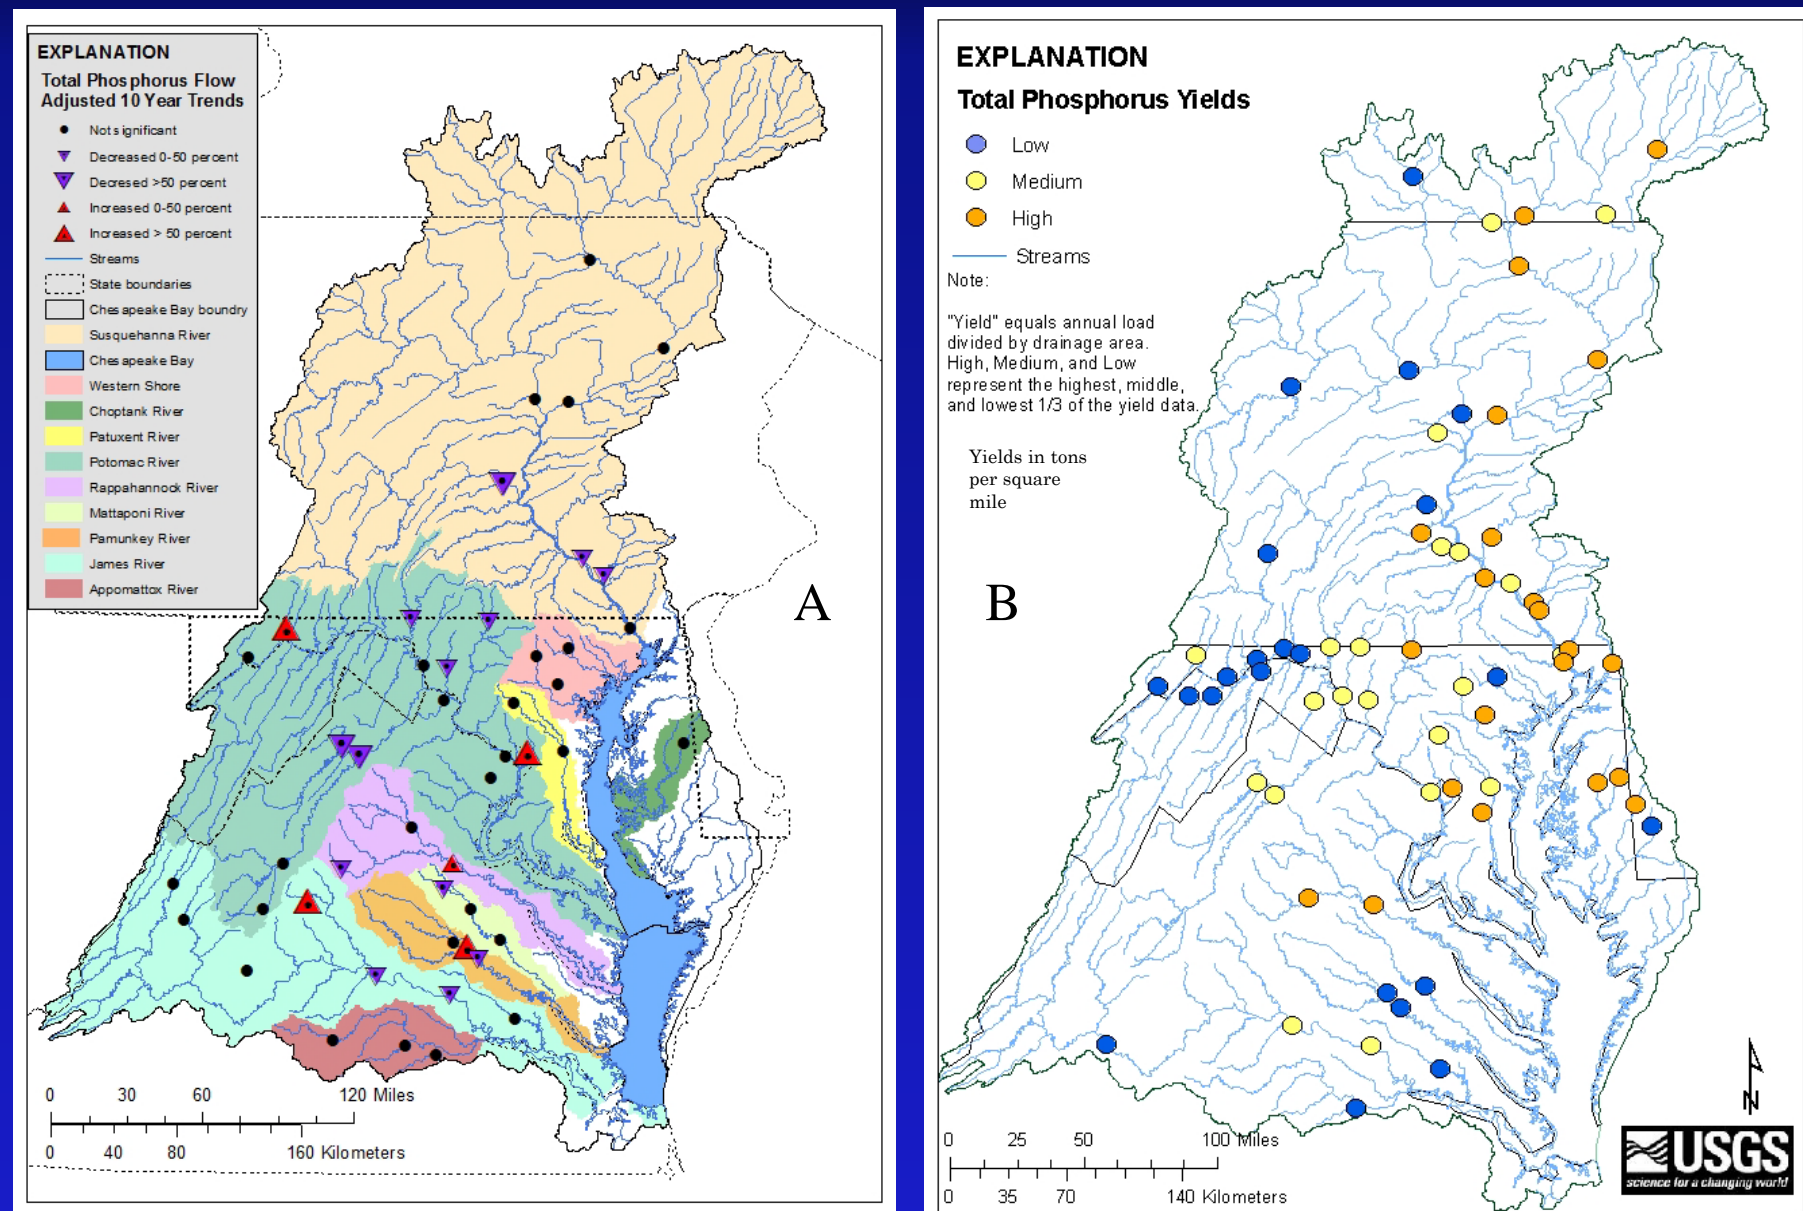 EXPLANATION
Total Phosphorus Flow
Adjusted 10 Year Trends
Not significant
Decreased 0-50 percent
Decresed >50 percent
Increased 0-50 percent
Increased > 50 percent
Streams
State boundaries
Chesapeake Bay boundry
Susquehanna River
Chesapeake Bay
Western Shore
Choptank River
Patuxent River
Potomac River
Rappahannock River
Mattaponi River
Pamunkey River
James River
Appomattox River
A
0 30 60 120 Miles
0 40 80 160 Kilometers
EXPLANATION
Total Phosphorus Yields
Low
Medium
High
Streams
Note:
"Yield" equals annual load
divided by drainage area.
High, Medium, and Low
represent the highest, middle,
and lowest 1/3 of the yield data.
Yields in tons
per square
mile
B
0 25 50 100 Miles
0 35 70 140 Kilometers
N
USGS
science for a changing world